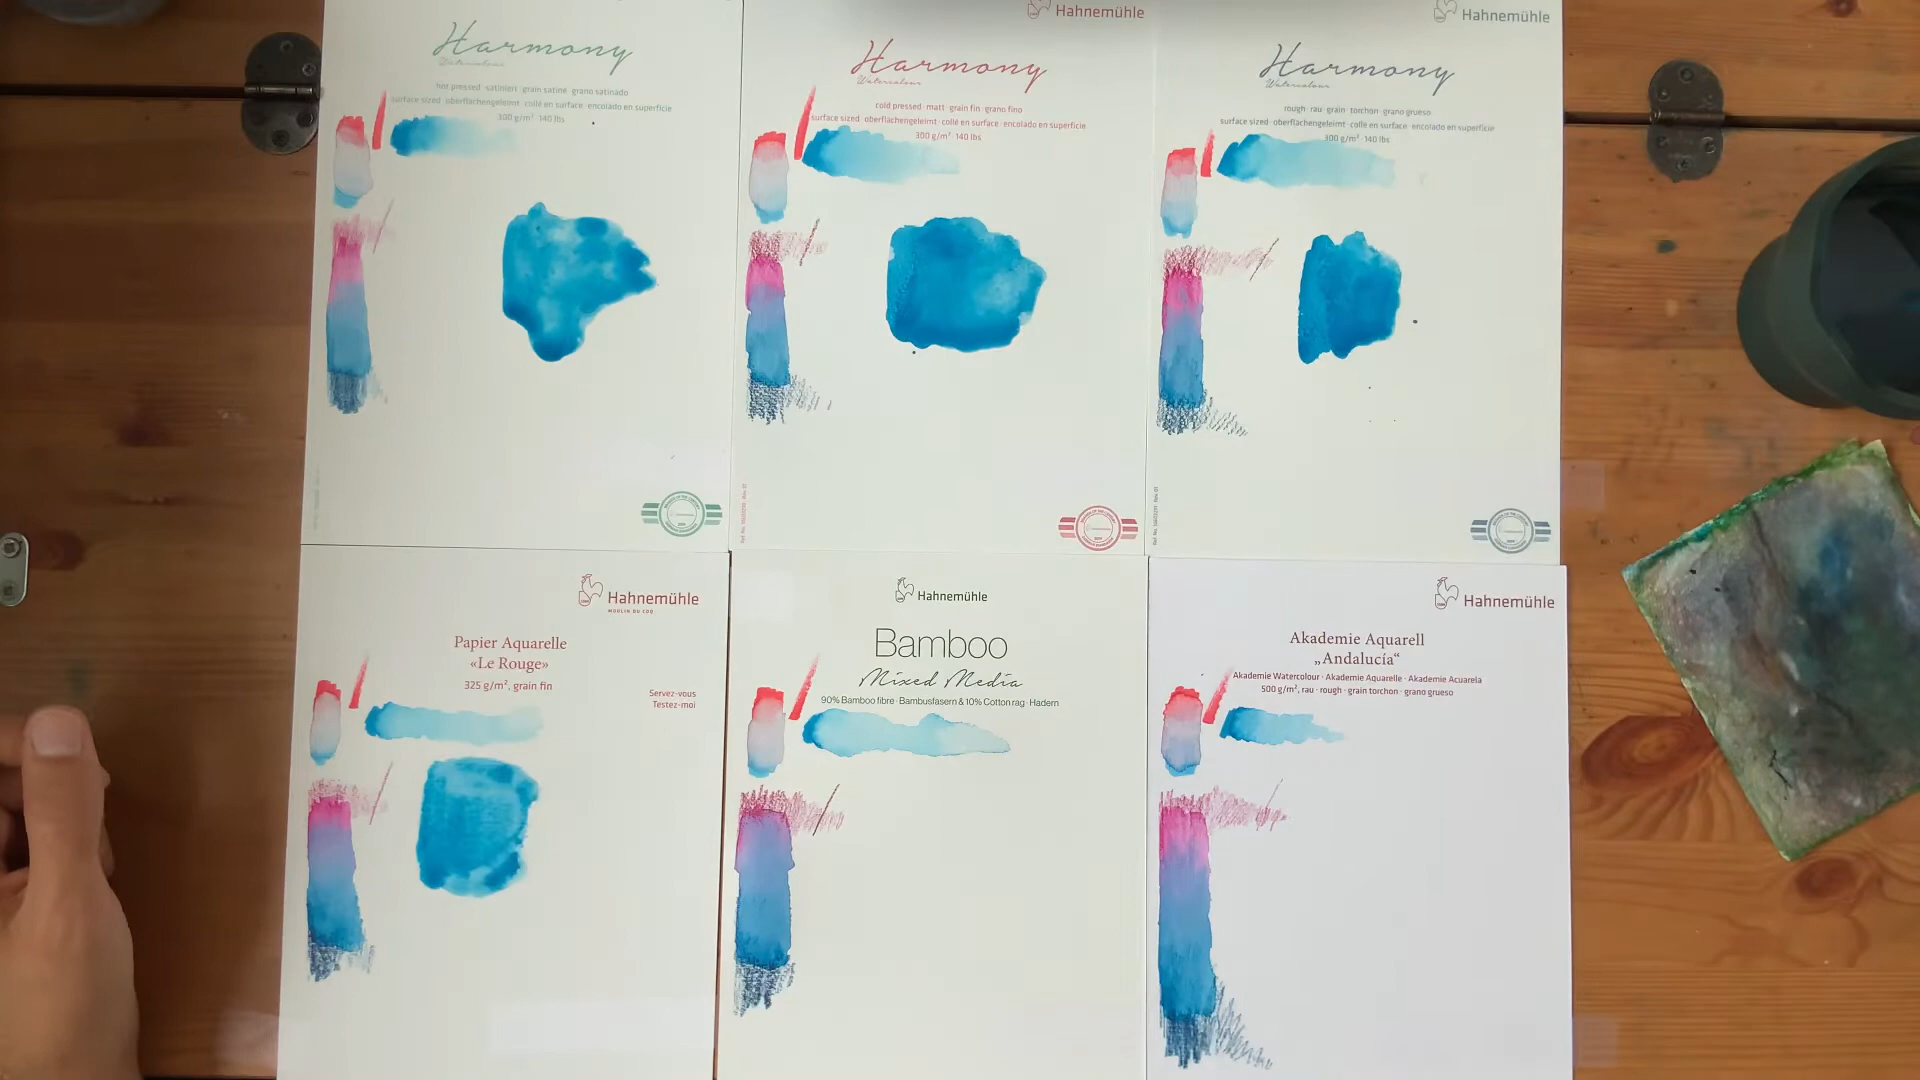 Harmony
Watercolour
hot pressed · satiniert · grain satiné · grano satinado
surface sized · oberflächengeleimt · collé en surface · encolado en superficie
300 g/m² · 140 lbs
Hahnemühle
Harmony
Watercolour
cold pressed · matt · grain fin · grano fino
surface sized · oberflächengeleimt · collé en surface · encolado en superficie
300 g/m² · 140 lbs
Hahnemühle
Harmony
Watercolour
rough · rau · grain torchon · grano grueso
surface sized · oberflächengeleimt · collé en surface · encolado en superficie
300 g/m² · 140 lbs
Hahnemühle
MOULIN DU COQ
Papier Aquarelle
«Le Rouge»
325 g/m², grain fin
Servez-vous
Testez-moi
Hahnemühle
Bamboo
Mixed Media
90% Bamboo fibre · Bambusfasern & 10% Cotton rag · Hadern
Hahnemühle
Akademie Aquarell
„Andalucía“
Akademie Watercolour · Akademie Aquarelle · Akademie Acuarela
500 g/m², rau · rough · grain torchon · grano grueso